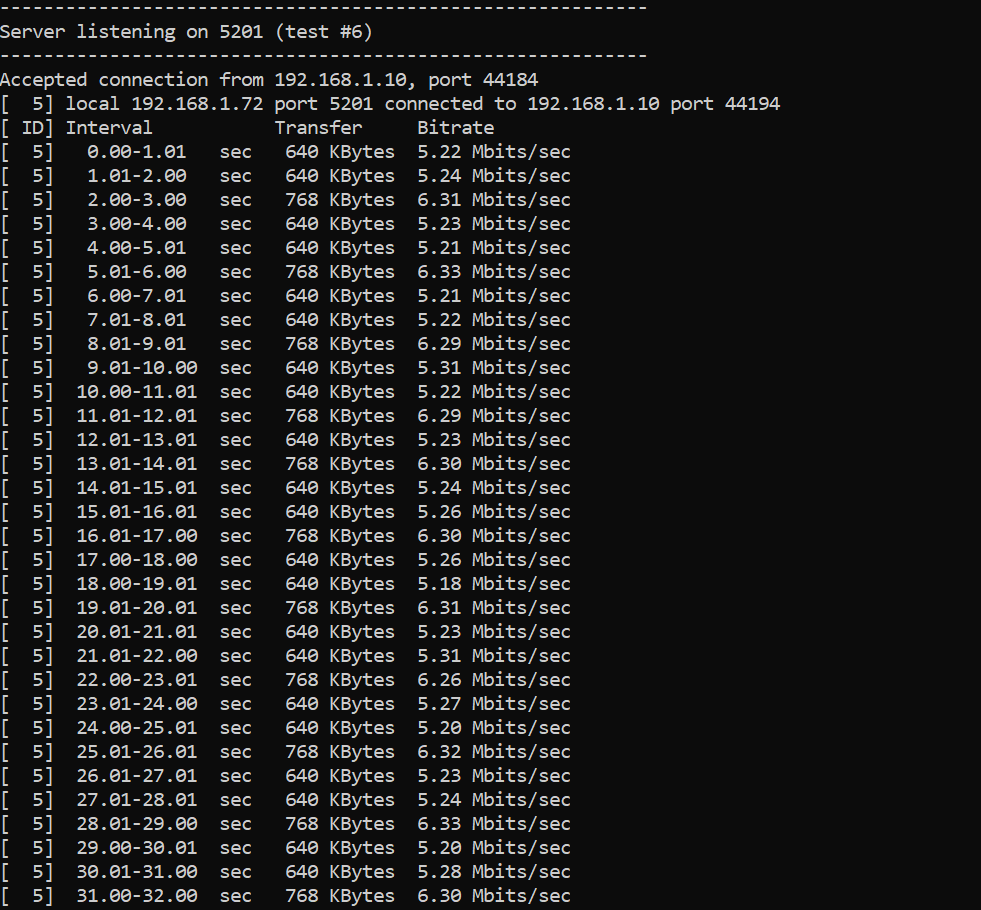 -----------------------------------------------------------
Server listening on 5201 (test #6)
-----------------------------------------------------------
Accepted connection from 192.168.1.10, port 44184
[  5] local 192.168.1.72 port 5201 connected to 192.168.1.10 port 44194
[ ID] Interval           Transfer     Bitrate
[  5]   0.00-1.01   sec   640 KBytes  5.22 Mbits/sec
[  5]   1.01-2.00   sec   640 KBytes  5.24 Mbits/sec
[  5]   2.00-3.00   sec   768 KBytes  6.31 Mbits/sec
[  5]   3.00-4.00   sec   640 KBytes  5.23 Mbits/sec
[  5]   4.00-5.01   sec   640 KBytes  5.21 Mbits/sec
[  5]   5.01-6.00   sec   768 KBytes  6.33 Mbits/sec
[  5]   6.00-7.01   sec   640 KBytes  5.21 Mbits/sec
[  5]   7.01-8.01   sec   640 KBytes  5.22 Mbits/sec
[  5]   8.01-9.01   sec   768 KBytes  6.29 Mbits/sec
[  5]   9.01-10.00  sec   640 KBytes  5.31 Mbits/sec
[  5]  10.00-11.01  sec   640 KBytes  5.22 Mbits/sec
[  5]  11.01-12.01  sec   768 KBytes  6.29 Mbits/sec
[  5]  12.01-13.01  sec   640 KBytes  5.23 Mbits/sec
[  5]  13.01-14.01  sec   768 KBytes  6.30 Mbits/sec
[  5]  14.01-15.01  sec   640 KBytes  5.24 Mbits/sec
[  5]  15.01-16.01  sec   640 KBytes  5.26 Mbits/sec
[  5]  16.01-17.00  sec   768 KBytes  6.30 Mbits/sec
[  5]  17.00-18.00  sec   640 KBytes  5.26 Mbits/sec
[  5]  18.00-19.01  sec   640 KBytes  5.18 Mbits/sec
[  5]  19.01-20.01  sec   768 KBytes  6.31 Mbits/sec
[  5]  20.01-21.01  sec   640 KBytes  5.23 Mbits/sec
[  5]  21.01-22.00  sec   640 KBytes  5.31 Mbits/sec
[  5]  22.00-23.01  sec   768 KBytes  6.26 Mbits/sec
[  5]  23.01-24.00  sec   640 KBytes  5.27 Mbits/sec
[  5]  24.00-25.01  sec   640 KBytes  5.20 Mbits/sec
[  5]  25.01-26.01  sec   768 KBytes  6.32 Mbits/sec
[  5]  26.01-27.01  sec   640 KBytes  5.23 Mbits/sec
[  5]  27.01-28.01  sec   640 KBytes  5.24 Mbits/sec
[  5]  28.01-29.00  sec   768 KBytes  6.33 Mbits/sec
[  5]  29.00-30.01  sec   640 KBytes  5.20 Mbits/sec
[  5]  30.01-31.00  sec   640 KBytes  5.28 Mbits/sec
[  5]  31.00-32.00  sec   768 KBytes  6.30 Mbits/sec